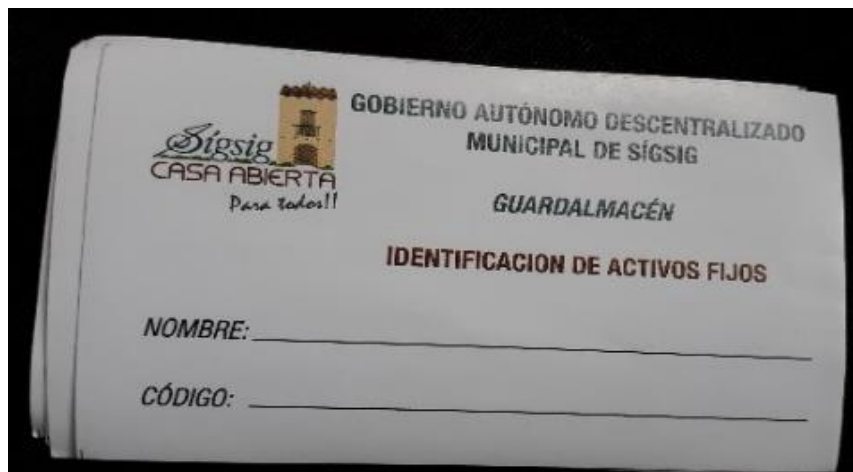 Sígsig
CASA ABIERTA
Para todos!!
GOBIERNO AUTÓNOMO DESCENTRALIZADO
MUNICIPAL DE SÍGSIG
GUARDALMACÉN
IDENTIFICACION DE ACTIVOS FIJOS
NOMBRE:
CÓDIGO: